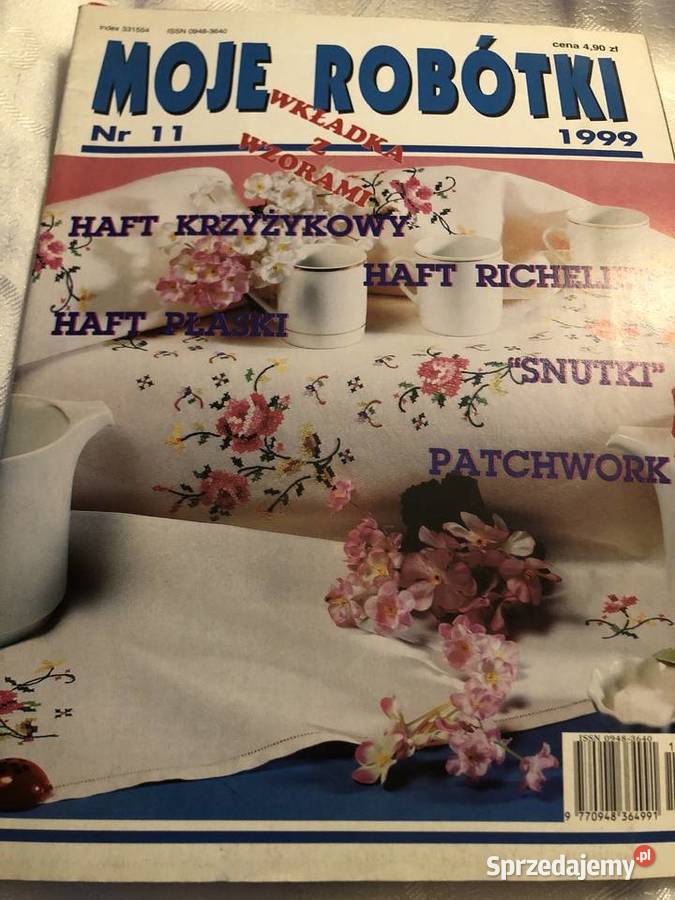 Index 331554 ISSN 0948-3640
cena 4,90 zł
MOJE ROBÓTKI
Nr 11
1999
WKŁADKA
Z
WZORAMI
HAFT KRZYŻYKOWY
HAFT
HAFT PŁASKI
"SNUTKI"
PATCHWORK
ISSN 0948-3640
9 770948 364991
Sprzedajemy.pl